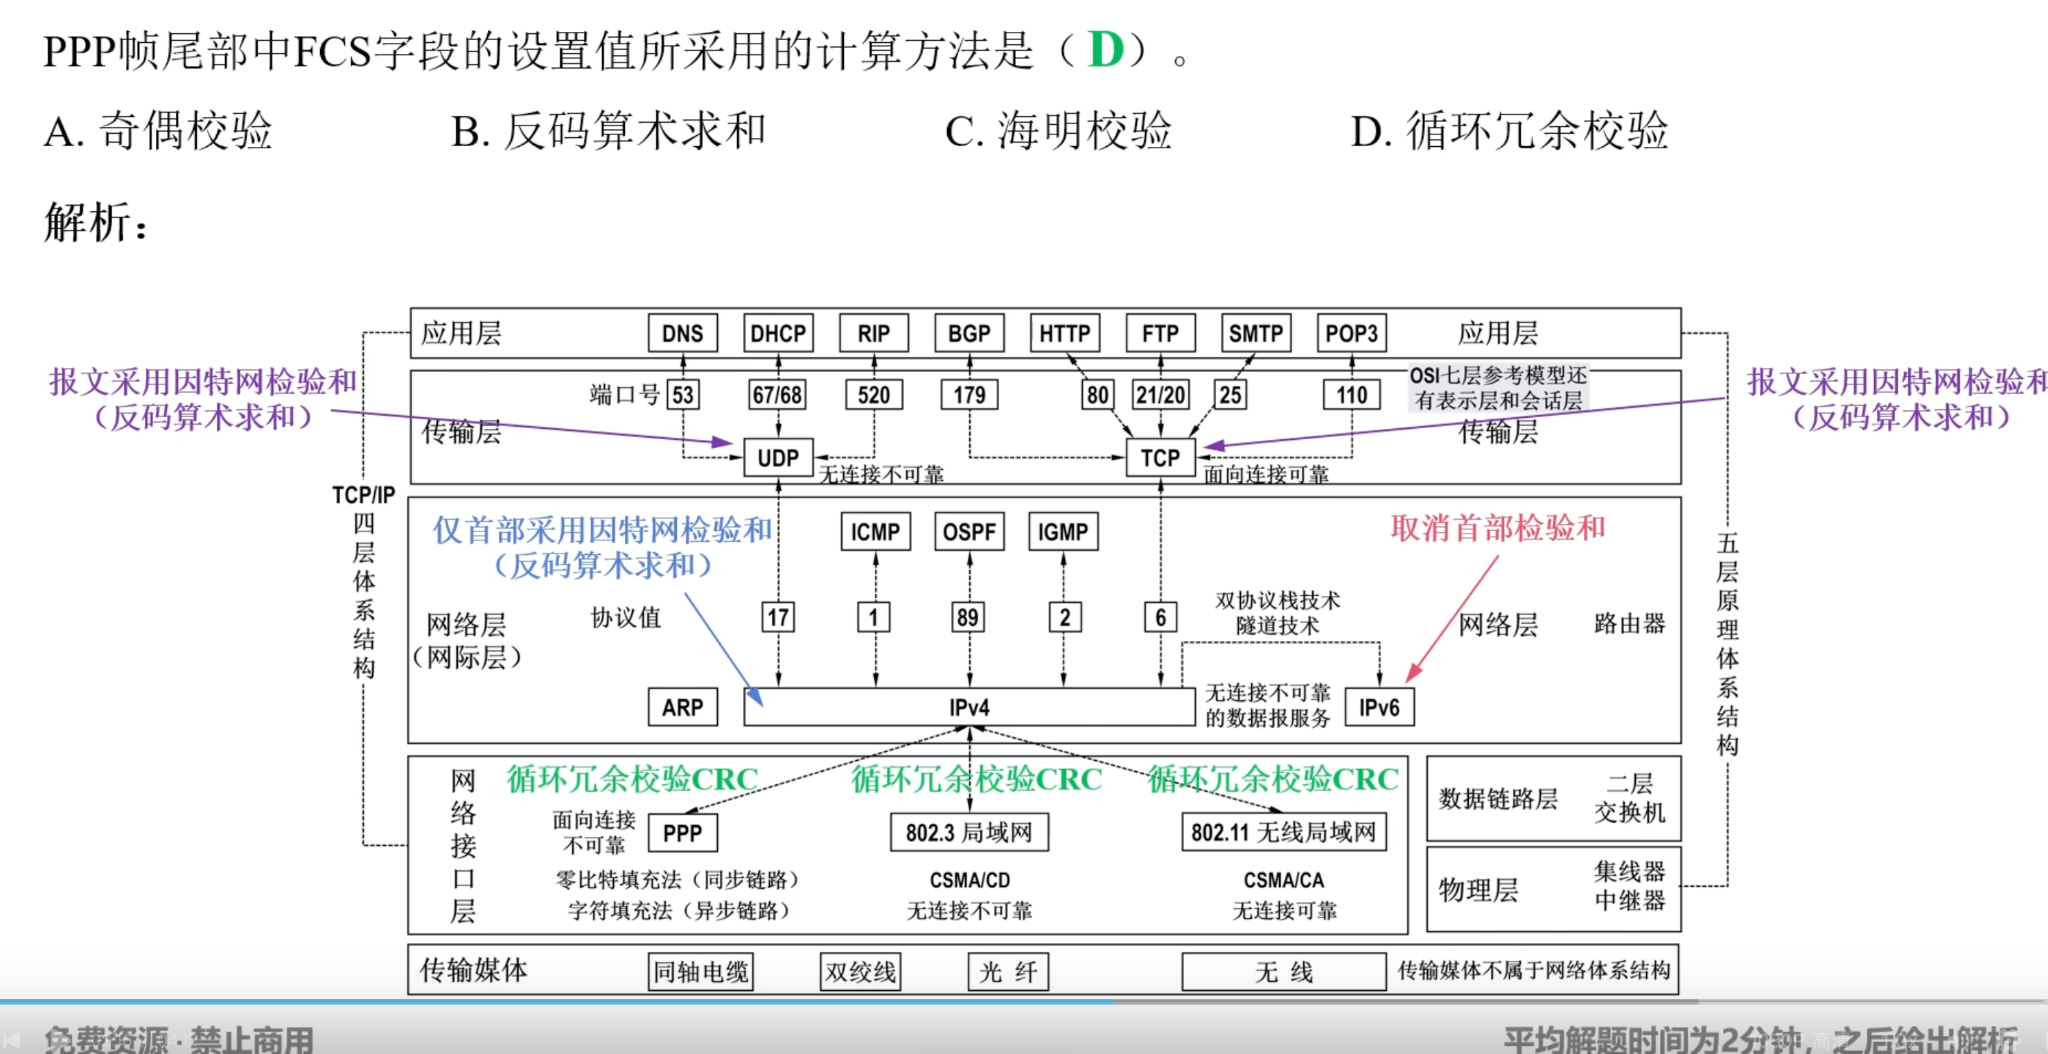 PPP帧尾部中FCS字段的设置值所采用的计算方法是（D）。
A. 奇偶校验 B. 反码算术求和 C. 海明校验 D. 循环冗余校验
解析：
应用层 DNS DHCP RIP BGP HTTP FTP SMTP POP3 应用层
报文采用因特网检验和
（反码算术求和）
端口号 53 67/68 520 179 80 21/20 25 110
OSI七层参考模型还
有表示层和会话层
报文采用因特网检验和
（反码算术求和）
传输层 UDP 无连接不可靠 TCP 面向连接可靠 传输层
TCP/IP
四层体系结构
五层原理体系结构
仅首部采用因特网检验和
（反码算术求和）
ICMP OSPF IGMP
取消首部检验和
协议值 17 1 89 2 6
双协议栈技术
隧道技术
网络层
（网际层）
网络层 路由器
ARP IPv4
无连接不可靠
的数据报服务
IPv6
网络接口层
循环冗余校验CRC 循环冗余校验CRC 循环冗余校验CRC
面向连接
不可靠
PPP 802.3 局域网 802.11 无线局域网
零比特填充法（同步链路） CSMA/CD CSMA/CA
字符填充法（异步链路） 无连接不可靠 无连接可靠
数据链路层 二层
交换机
物理层 集线器
中继器
传输媒体 同轴电缆 双绞线 光 纤 无 线 传输媒体不属于网络体系结构
免费资源 · 禁止商用
平均解题时间为2分钟，之后给出解析